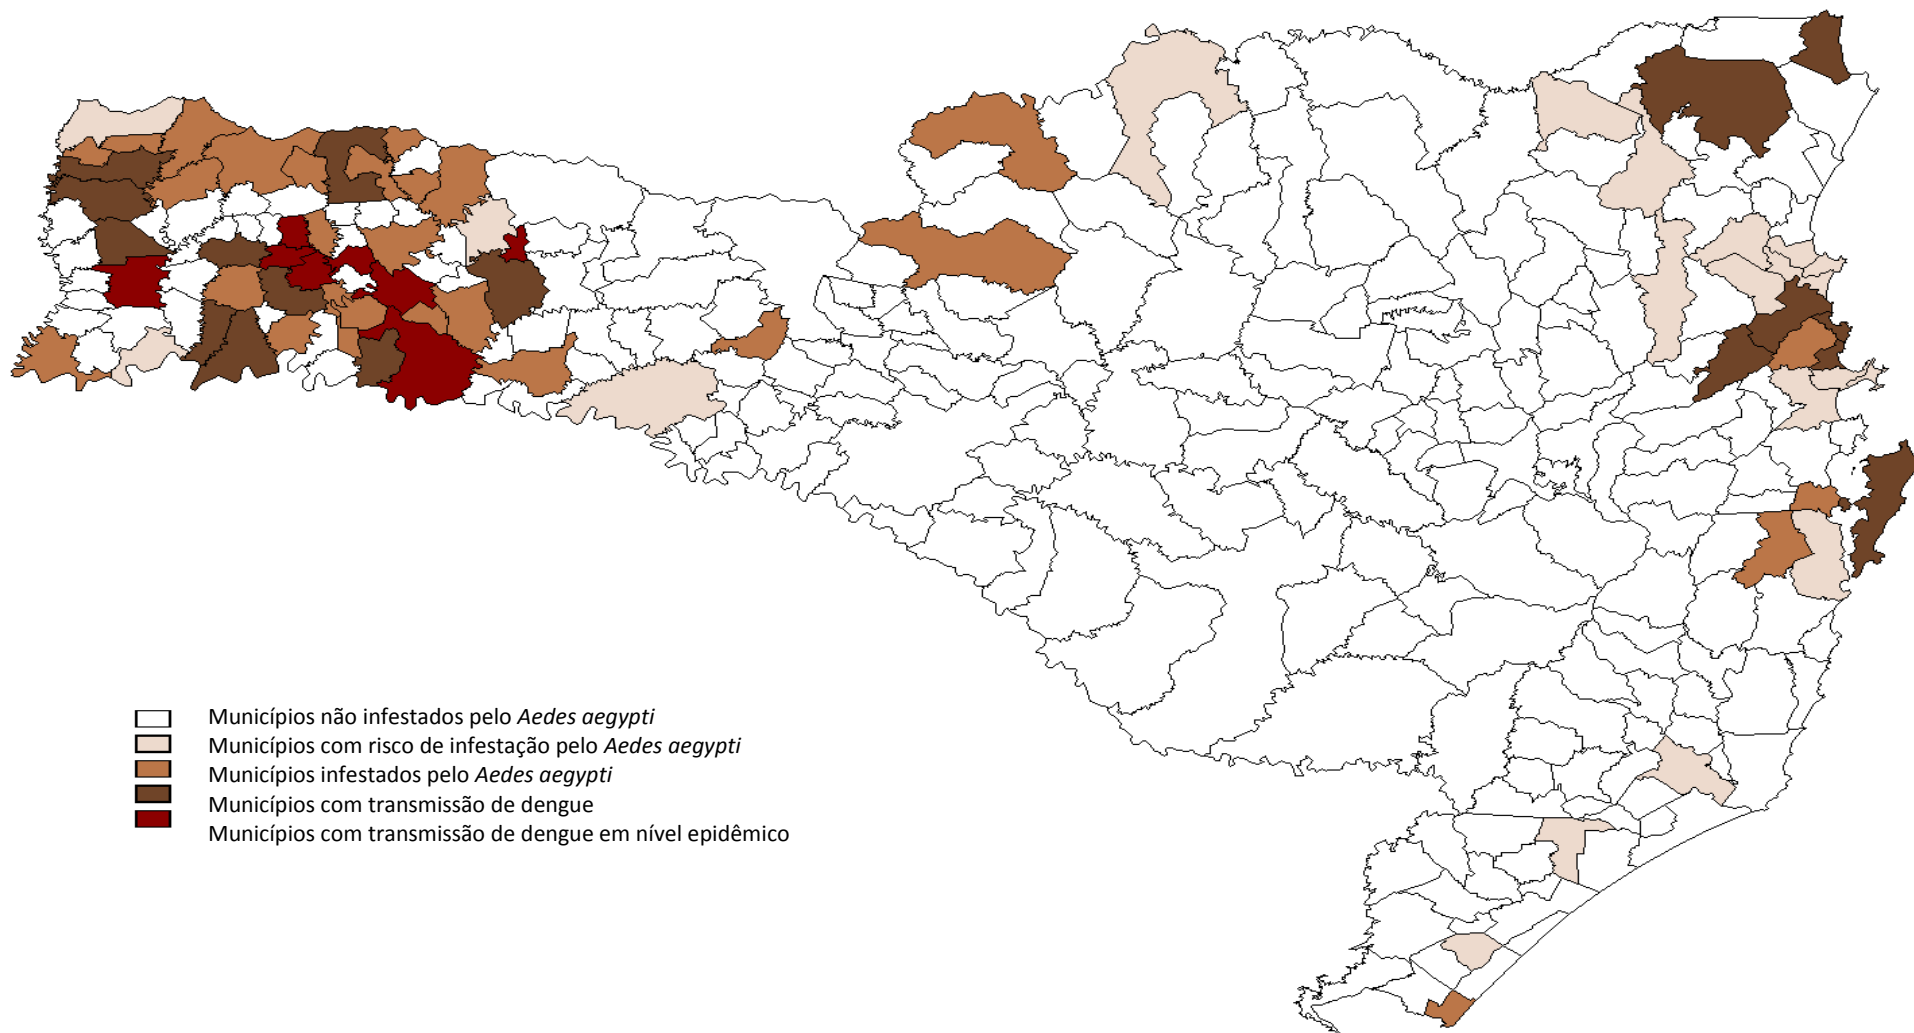 Municípios não infestados pelo Aedes aegypti
Municípios com risco de infestação pelo Aedes aegypti
Municípios infestados pelo Aedes aegypti
Municípios com transmissão de dengue
Municípios com transmissão de dengue em nível epidêmico